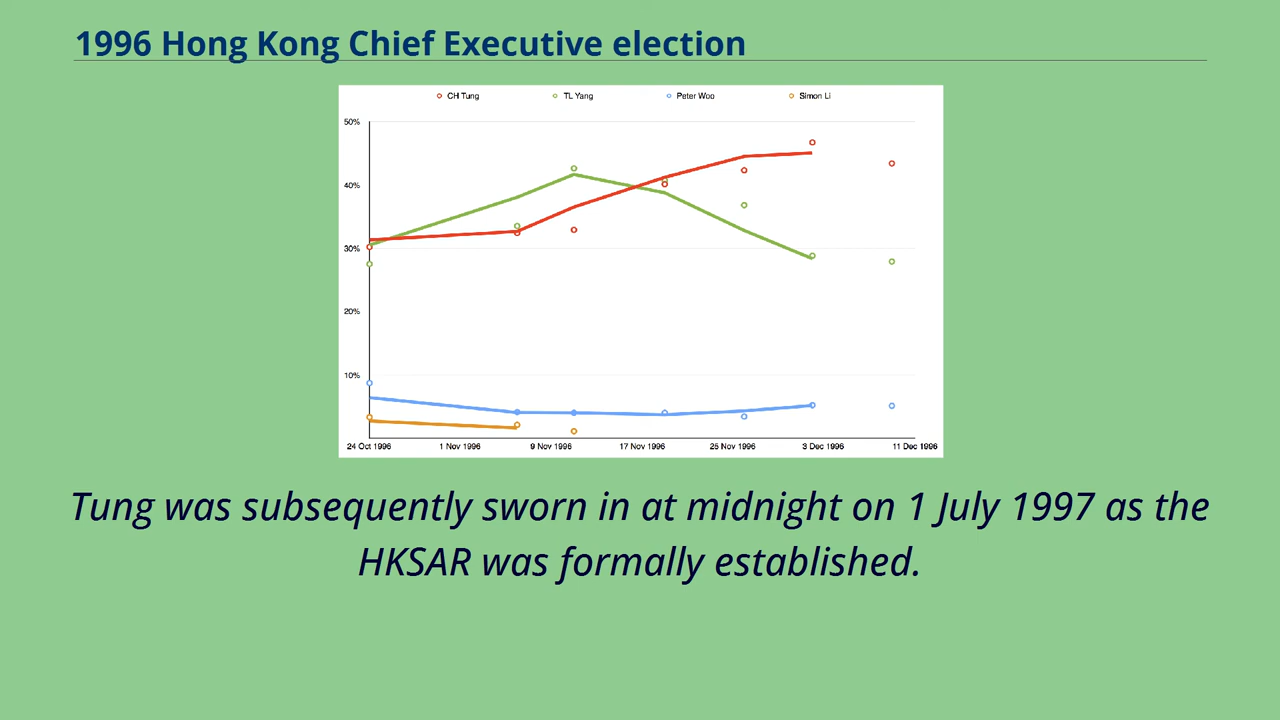 1996 Hong Kong Chief Executive election
CH Tung TL Yang Peter Woo Simon Li
50%
40%
30%
20%
10%
24 Oct 1996 1 Nov 1996 9 Nov 1996 17 Nov 1996 25 Nov 1996 3 Dec 1996 11 Dec 1996
Tung was subsequently sworn in at midnight on 1 July 1997 as the
HKSAR was formally established.